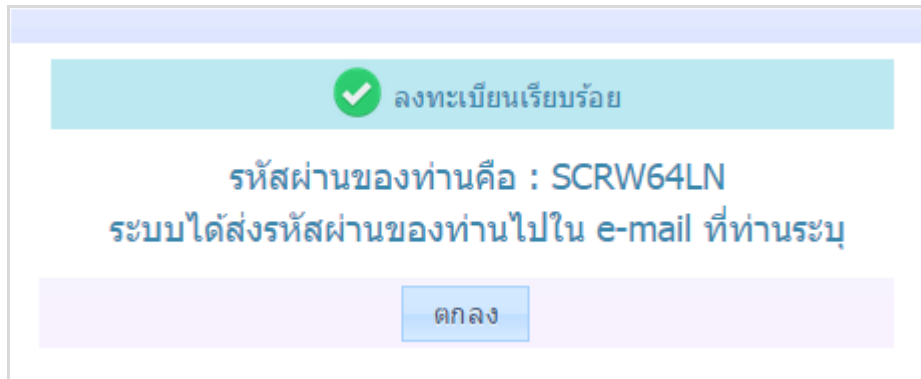 ลงทะเบียนเรียบร้อย
รหัสผ่านของท่านคือ : SCRW64LN
ระบบได้ส่งรหัสผ่านของท่านไปใน e-mail ที่ท่านระบุ
ตกลง